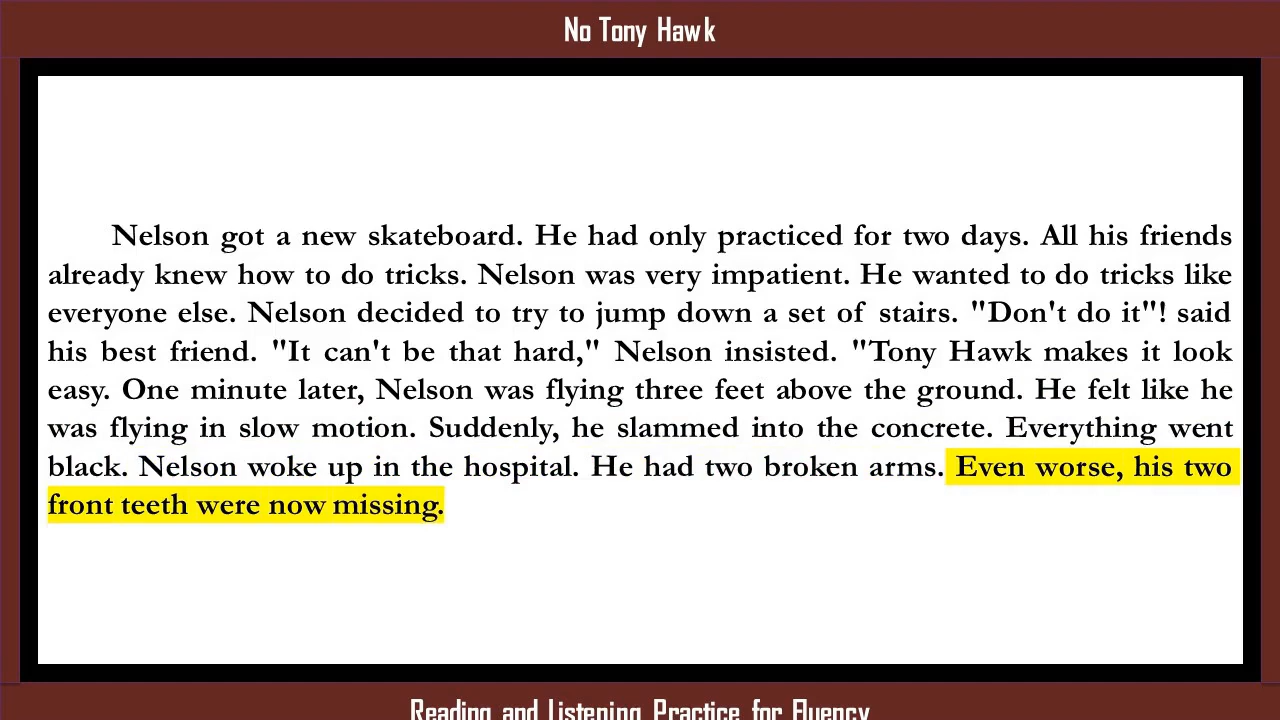 No Tony Hawk
Nelson got a new skateboard. He had only practiced for two days. All his friends
already knew how to do tricks. Nelson was very impatient. He wanted to do tricks like
everyone else. Nelson decided to try to jump down a set of stairs. "Don't do it"! said
his best friend. "It can't be that hard," Nelson insisted. "Tony Hawk makes it look
easy. One minute later, Nelson was flying three feet above the ground. He felt like he
was flying in slow motion. Suddenly, he slammed into the concrete. Everything went
black. Nelson woke up in the hospital. He had two broken arms. Even worse, his two
front teeth were now missing.
Reading and Listening Practice for Fluency